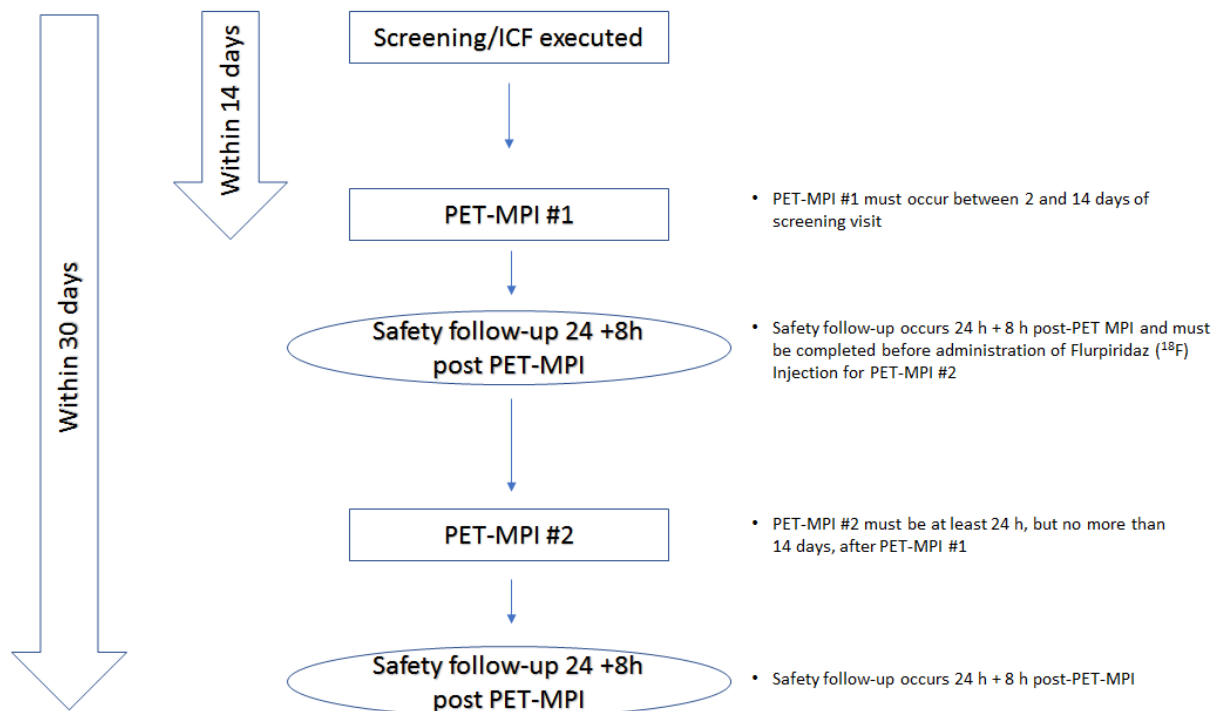 Within 30 days
Within 14 days
Screening/ICF executed
PET-MPI #1
• PET-MPI #1 must occur between 2 and 14 days of
screening visit
Safety follow-up 24 +8h
post PET-MPI
• Safety follow-up occurs 24 h + 8 h post-PET MPI and must
be completed before administration of Flurpiridaz (¹⁸F)
Injection for PET-MPI #2
PET-MPI #2
• PET-MPI #2 must be at least 24 h, but no more than
14 days, after PET-MPI #1
Safety follow-up 24 +8h
post PET-MPI
• Safety follow-up occurs 24 h + 8 h post-PET-MPI